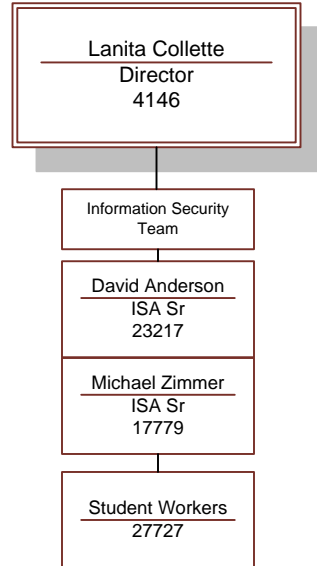 Lanita Collette
Director
4146
Information Security
Team
David Anderson
ISA Sr
23217
Michael Zimmer
ISA Sr
17779
Student Workers
27727